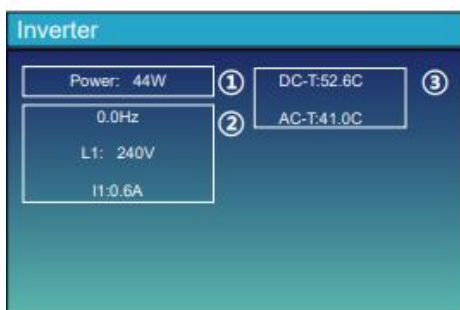 Inverter
Power: 44W
①
0.0Hz
L1: 240V
I1:0.6A
②
DC-T:52.6C
AC-T:41.0C
③